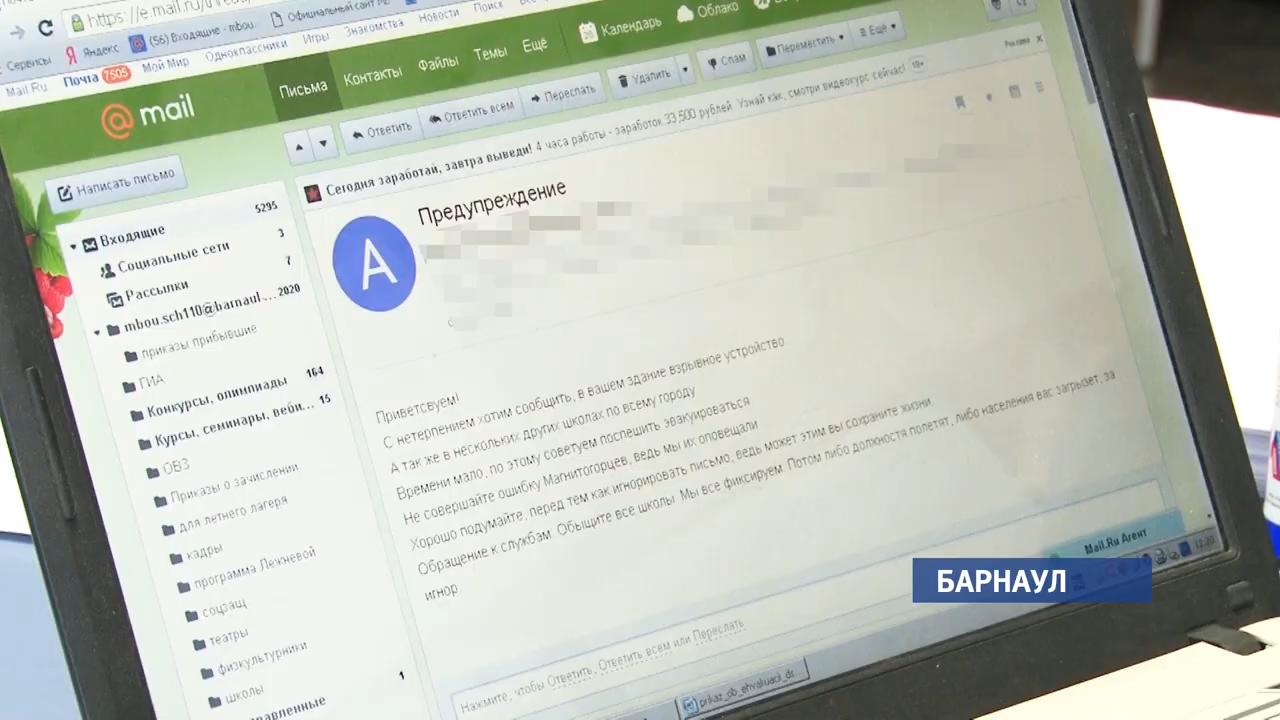 https://e.mail.ru/thread/
Сервисы
Яндекс
(56) Входящие - mbou
Официальный сайт
Mail.Ru
Почта 7505
Мой Мир
Одноклассники
Игры
Знакомства
Новости
Поиск
mail
Письма
Контакты
Файлы
Темы
Ещё
Календарь
Облако
Написать письмо
Ответить
Ответить всем
Переслать
Удалить
Спам
Переместить
Ещё
Сегодня заработай, завтра выведи! 4 часа работы - заработок 33,500 рублей. Узнай как, смотри видеокурс сейчас! 18+
Реклама
Входящие 5295
Социальные сети 3
Рассылки 7
mbou.sch110@barnaul.... 2020
приказы прибывшие
ГИА
Конкурсы, олимпиады 164
Курсы, семинары, веби... 15
ОВЗ
Приказы о зачислении
для летнего лагеря
кадры
программа Лежневой
соцзащ
театры
физкультурники
школы 1
А
Предупреждение
Приветсвуем!
С нетерпением хотим сообщить, в вашем здание взрывное устройство
А так же в нескольких других школах по всему городу
Времени мало, по этому советуем поспешить эвакуироваться
Не совершайте ошибку Магнитогорцев, ведь мы их оповещали
Хорошо подумайте, перед тем как игнорировать письмо, ведь может этим вы сохраните жизни.
Обращение к службам. Обыщите все школы. Мы все фиксируем. Потом либо должностя полетят, либо населения вас загрызет, за
игнор
Нажмите, чтобы Ответить, Ответить всем или Переслать
Mail.Ru Агент
prikaz_ob_ehvakuacii_ds
12:20
БАРНАУЛ